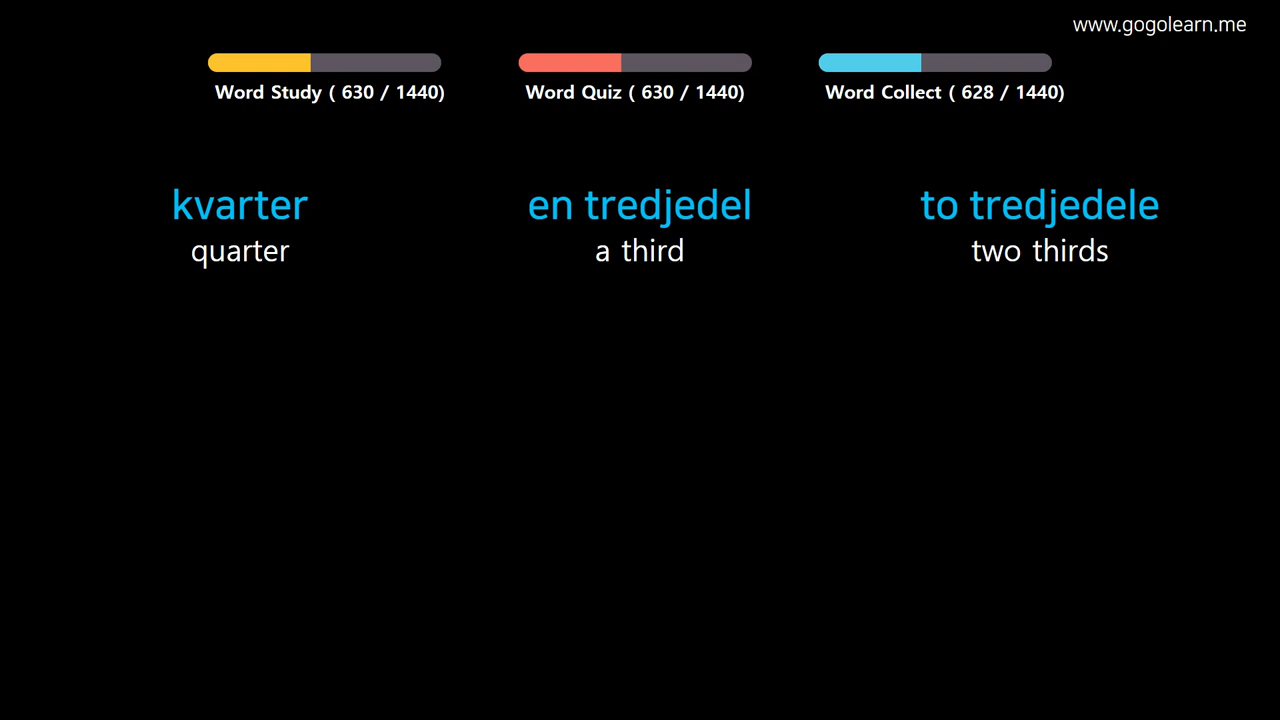 www.gogolearn.me
Word Study ( 630 / 1440)
Word Quiz ( 630 / 1440)
Word Collect ( 628 / 1440)
kvarter
quarter
en tredjedel
a third
to tredjedele
two thirds